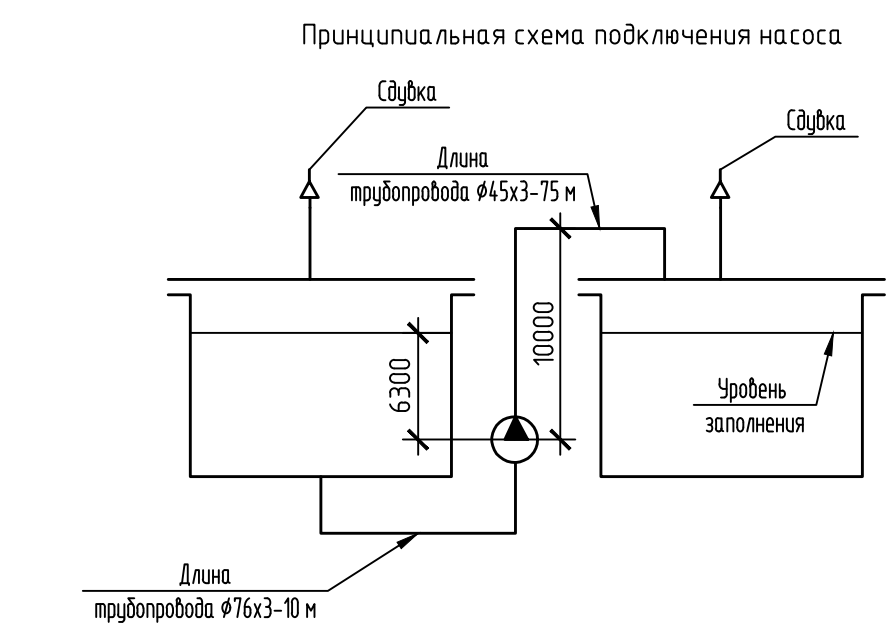 Принципиальная схема подключения насоса
Сдувка
Сдувка
Длина
трубопровода Ø45х3-75 м
10000
6300
Уровень
заполнения
Длина
трубопровода Ø76х3-10 м